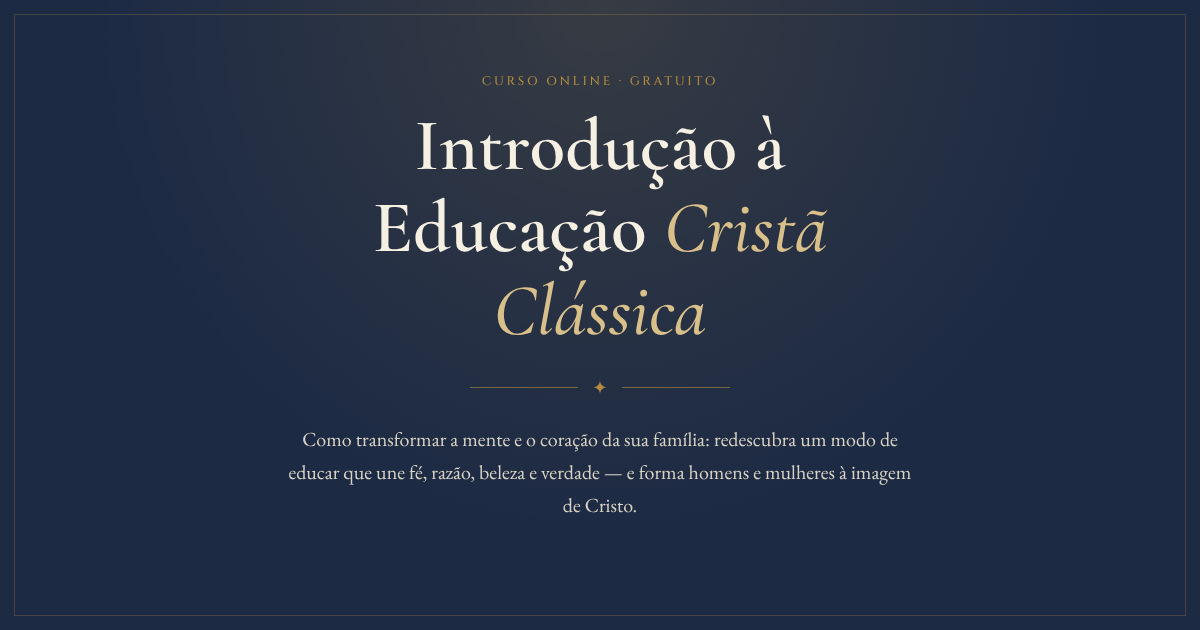 CURSO ONLINE · GRATUITO
Introdução à
Educação Cristã
Clássica
Como transformar a mente e o coração da sua família: redescubra um modo de
educar que une fé, razão, beleza e verdade — e forma homens e mulheres à imagem
de Cristo.